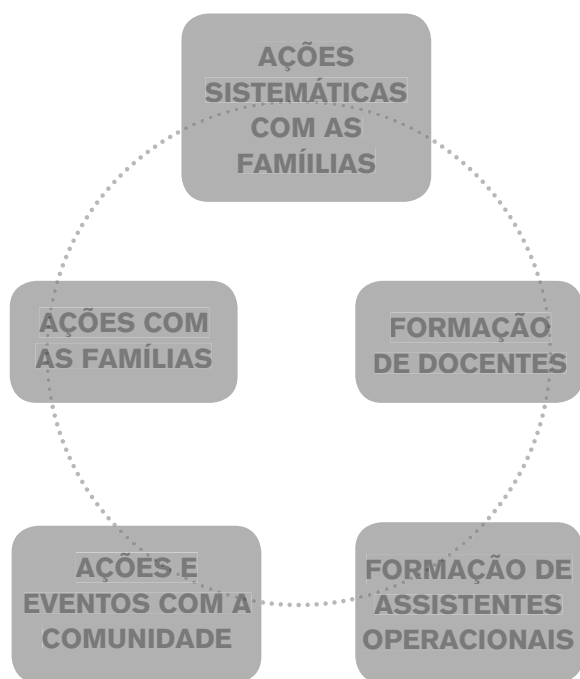 AÇÕES
SISTEMÁTICAS
COM AS
FAMÍILIAS
AÇÕES COM
AS FAMÍLIAS
FORMAÇÃO
DE DOCENTES
AÇÕES E
EVENTOS COM A
COMUNIDADE
FORMAÇÃO DE
ASSISTENTES
OPERACIONAIS